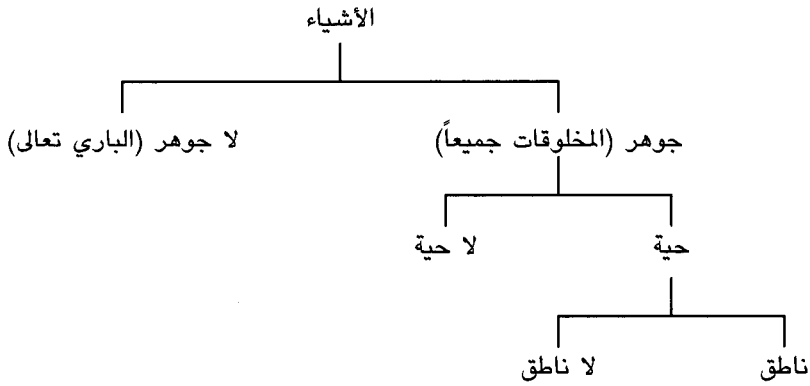 الأشياء
جوهر (المخلوقات جميعاً) لا جوهر (الباري تعالى)
حية لا حية
ناطق لا ناطق